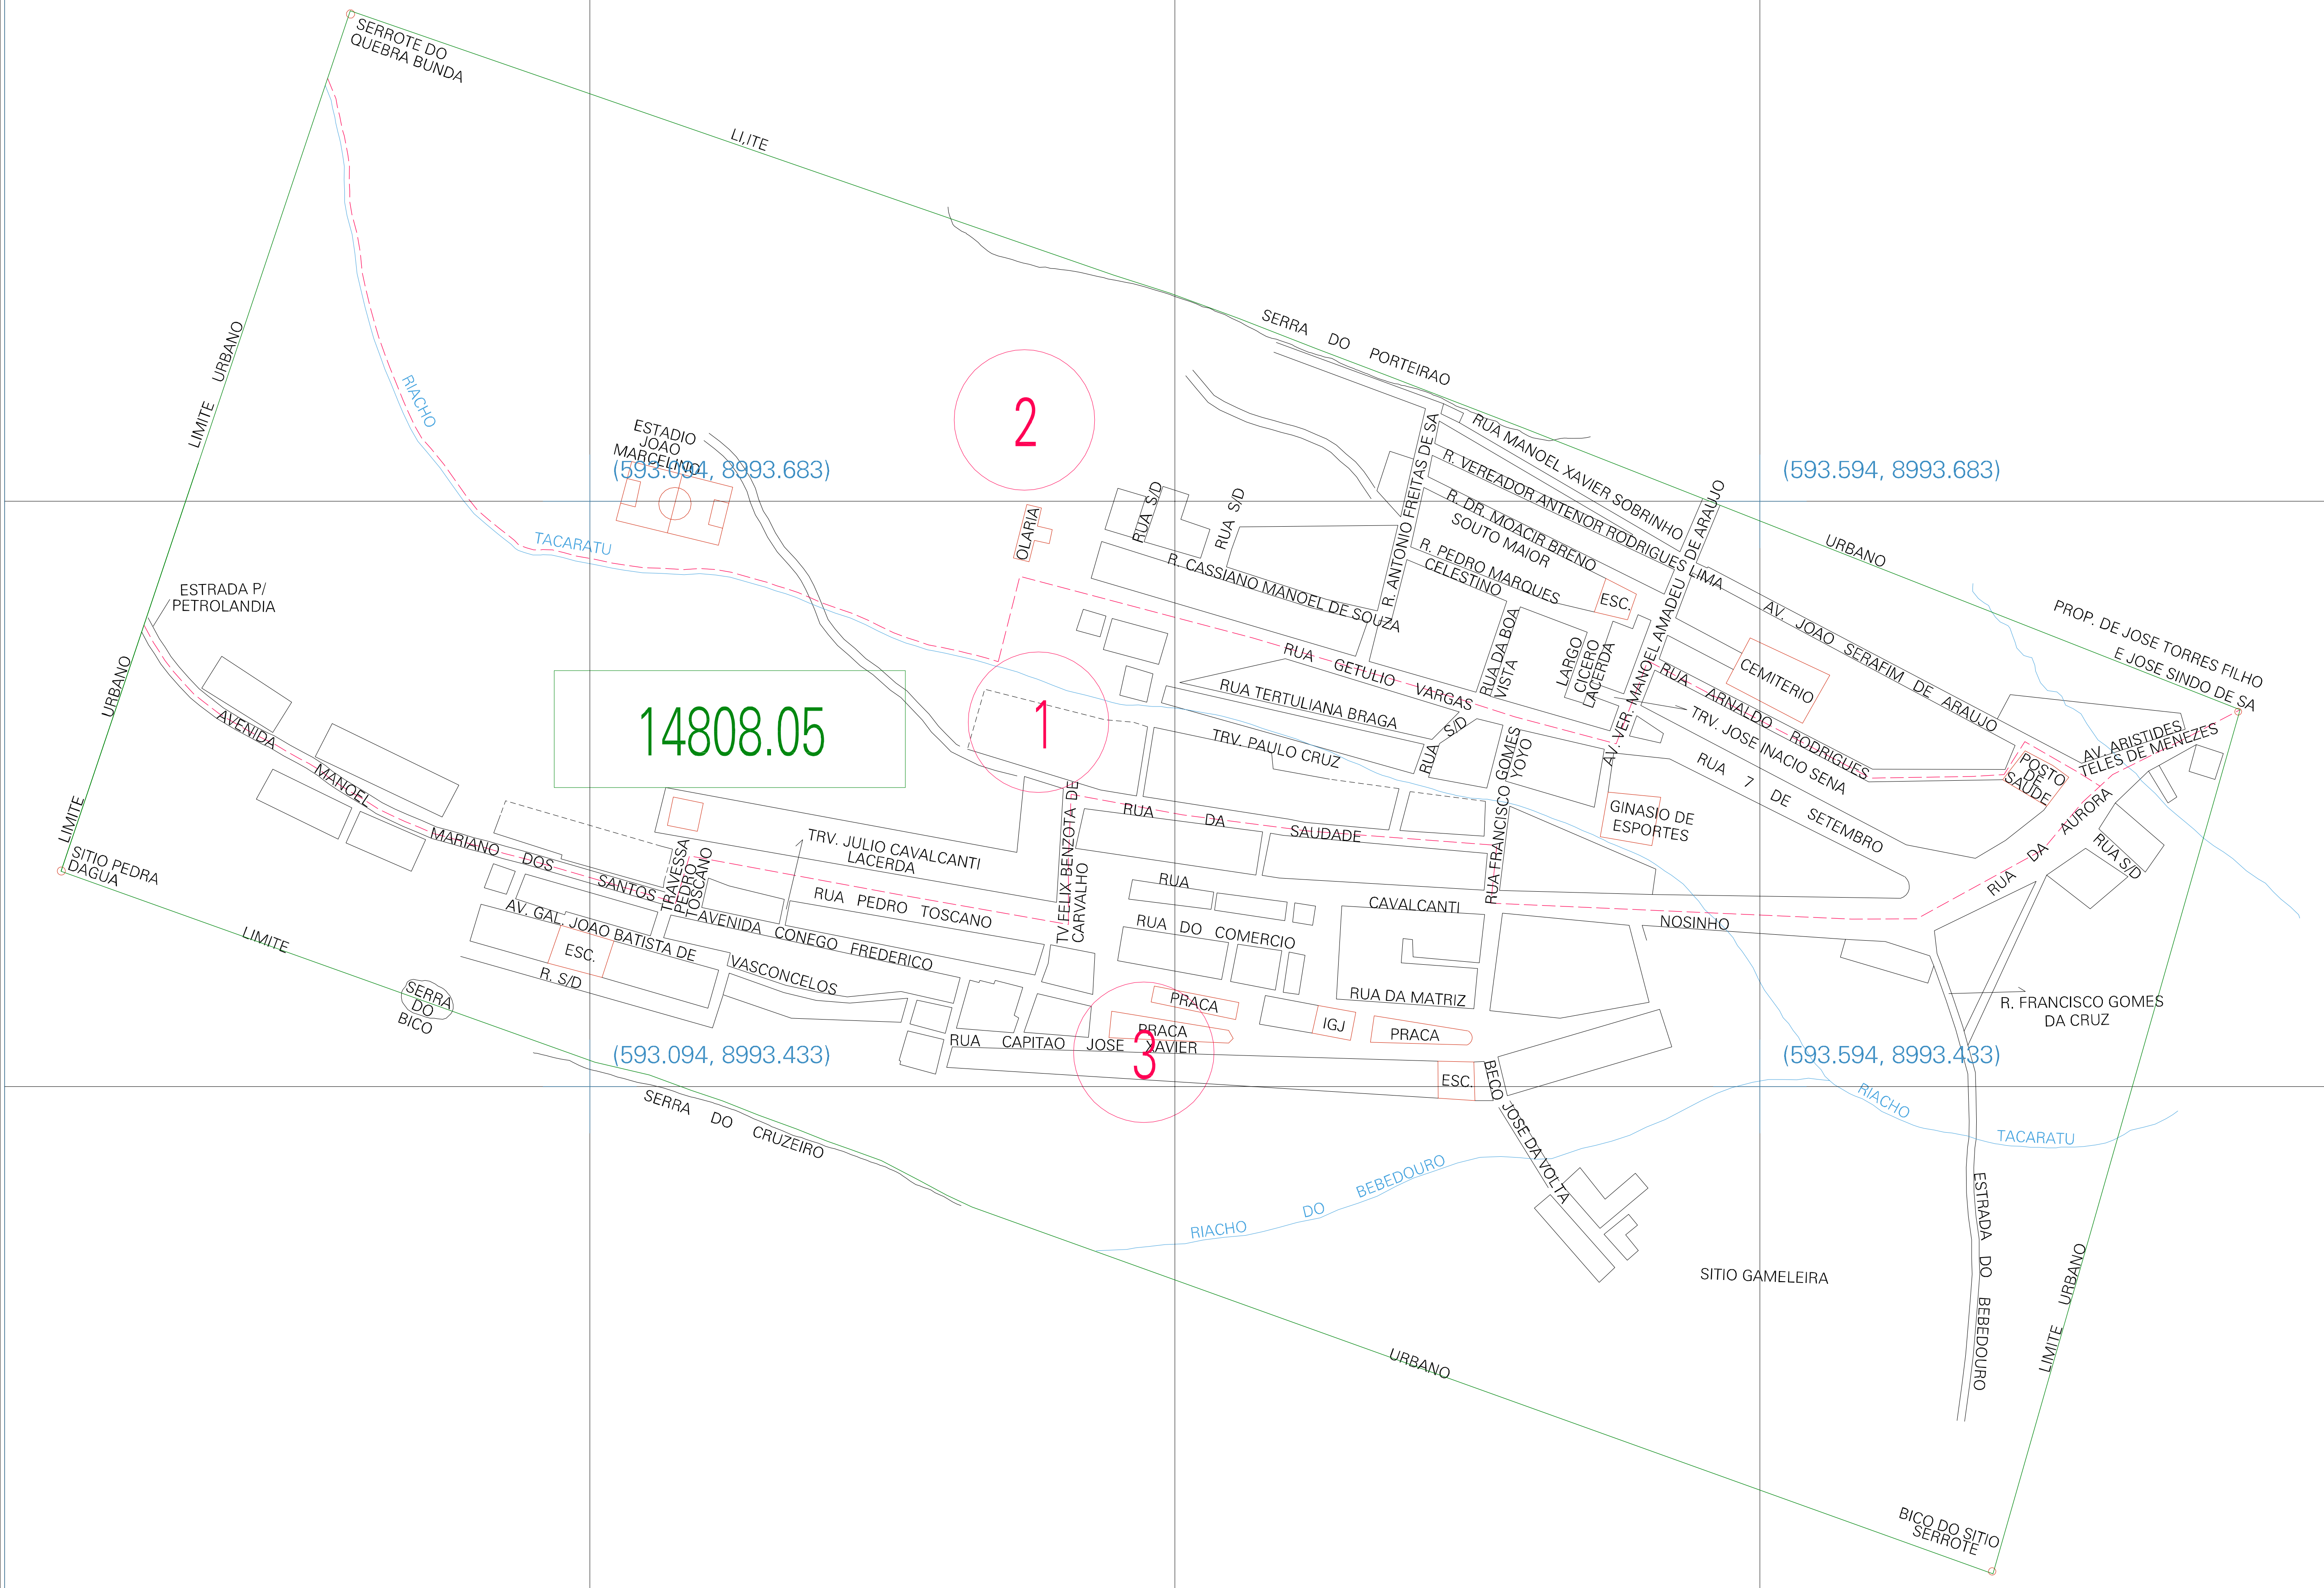 SERROTE DO
QUEBRA BUNDA
LI,ITE
LIMITE URBANO
RIACHO
TACARATU
ESTADIO
JOAO
MARCELINO
(593.094, 8993.683)
(593.594, 8993.683)
2
SERRA DO PORTEIRAO
RUA MANOEL XAVIER SOBRINHO
R. VEREADOR ANTENOR RODRIGUES LIMA
R. DR. MOACIR BRENO
SOUTO MAIOR
R. PEDRO MARQUES
CELESTINO
R. ANTONIO FREITAS DE SA
RUA S/D
RUA S/D
OLARIA
R. CASSIANO MANOEL DE SOUZA
ESC.
AV. VER. MANOEL AMADEU DE ARAUJO
URBANO
AV. JOAO SERAFIM DE ARAUJO
PROP. DE JOSE TORRES FILHO
E JOSE SINDO DE SA
ESTRADA P/
PETROLANDIA
LIMITE URBANO
RUA GETULIO VARGAS
RUA DA BOA
VISTA
LARGO
CICERO
LACERDA
CEMITERIO
RUA ARNALDO RODRIGUES
TRV. JOSE INACIO SENA
RUA 7 DE SETEMBRO
AV. ARISTIDES
TELES DE MENEZES
POSTO
DE
SAUDE
RUA DA AURORA
RUA S/D
14808.05
1
RUA TERTULIANA BRAGA
TRV. PAULO CRUZ
RUA S/D
RUA FRANCISCO GOMES
YOYO
GINASIO DE
ESPORTES
AVENIDA MANOEL MARIANO DOS SANTOS
TRAVESSA
PEDRO
TOSCANO
TRV. JULIO CAVALCANTI
LACERDA
RUA PEDRO TOSCANO
TV.FELIX BENZOTA DE
CARVALHO
RUA DA SAUDADE
RUA CAVALCANTI NOSINHO
RUA DO COMERCIO
SITIO PEDRA
DAGUA
LIMITE
AV. GAL. JOAO BATISTA DE VASCONCELOS
AVENIDA CONEGO FREDERICO
ESC.
R. S/D
SERRA
DO
BICO
RUA DA MATRIZ
PRACA
PRACA
IGJ
PRACA
RUA CAPITAO JOSE XAVIER
3
(593.094, 8993.433)
(593.594, 8993.433)
R. FRANCISCO GOMES
DA CRUZ
ESC.
BECO JOSE DA VOLTA
SERRA DO CRUZEIRO
RIACHO DO BEBEDOURO
RIACHO TACARATU
SITIO GAMELEIRA
ESTRADA DO BEBEDOURO
LIMITE URBANO
URBANO
BICO DO SITIO
SERROTE